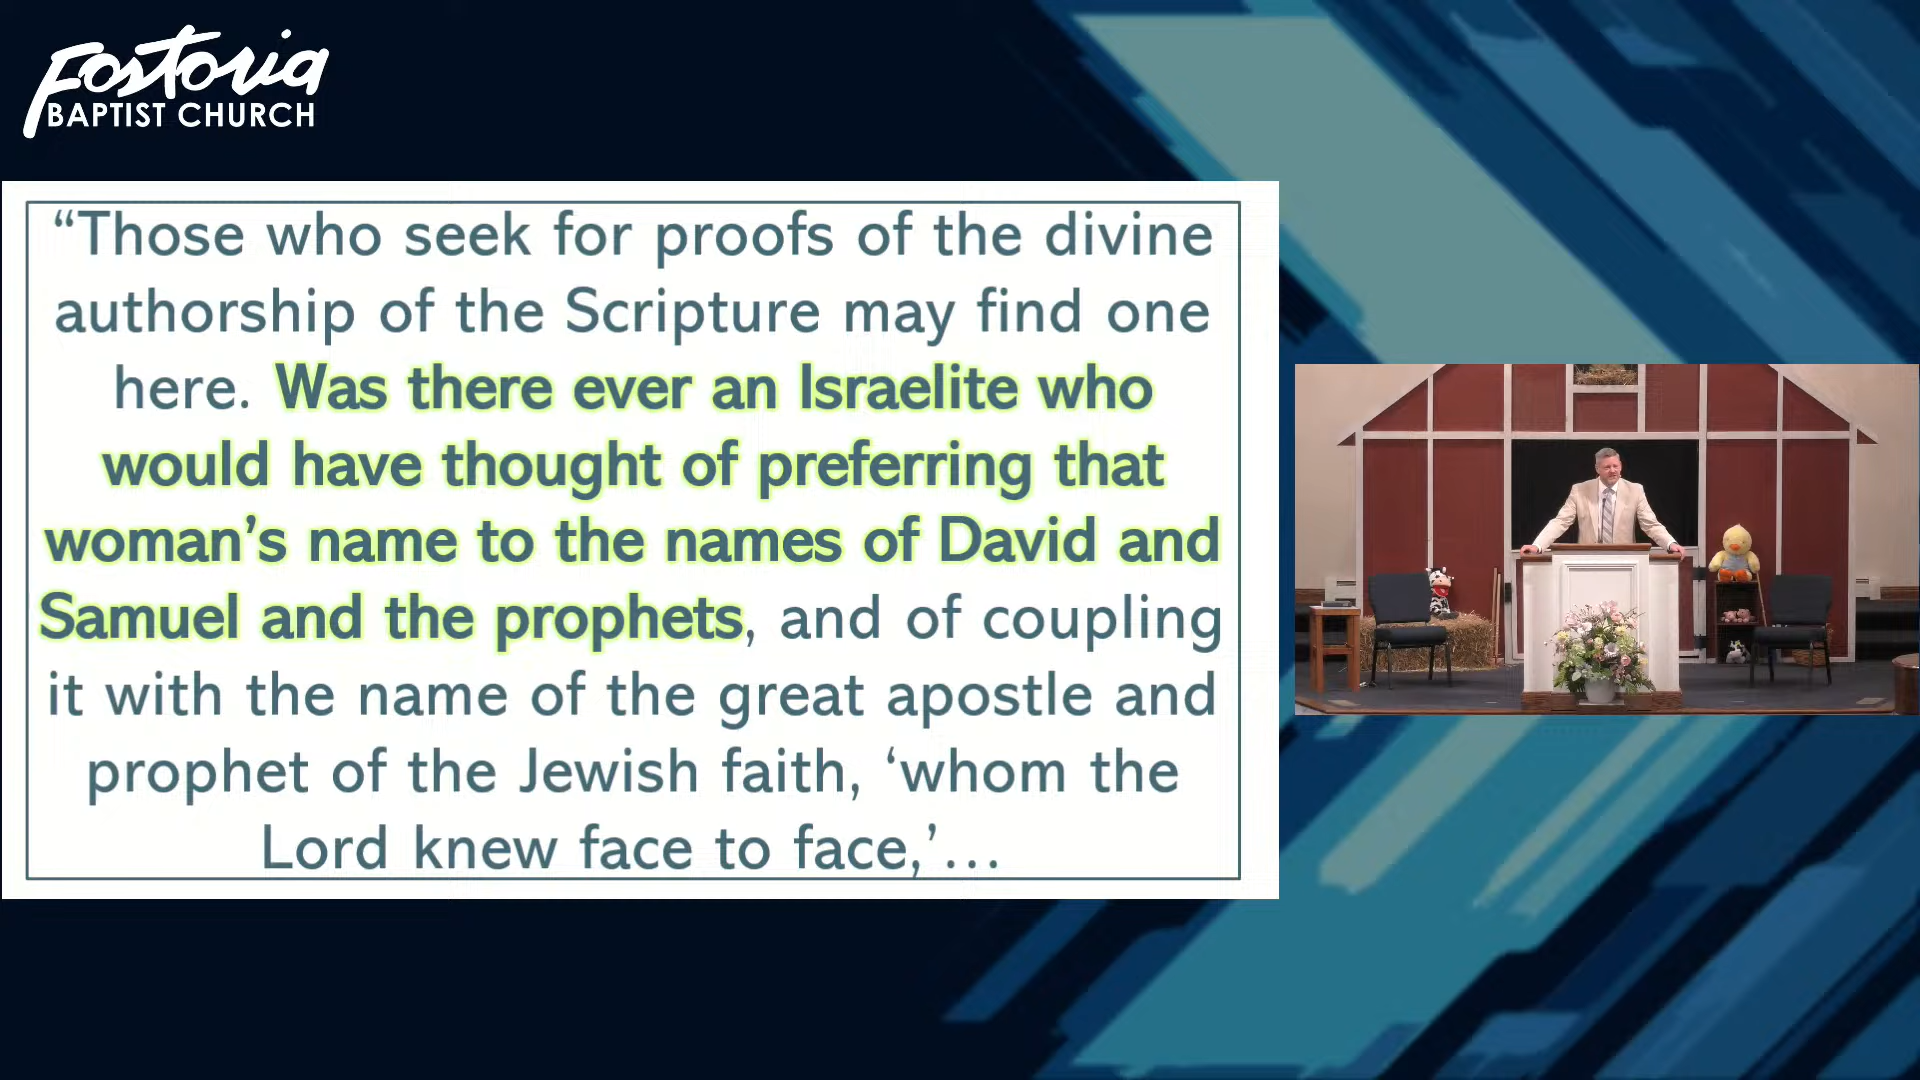 Fostoria
BAPTIST CHURCH
“Those who seek for proofs of the divine
authorship of the Scripture may find one
here. Was there ever an Israelite who
would have thought of preferring that
woman’s name to the names of David and
Samuel and the prophets, and of coupling
it with the name of the great apostle and
prophet of the Jewish faith, ‘whom the
Lord knew face to face,’…